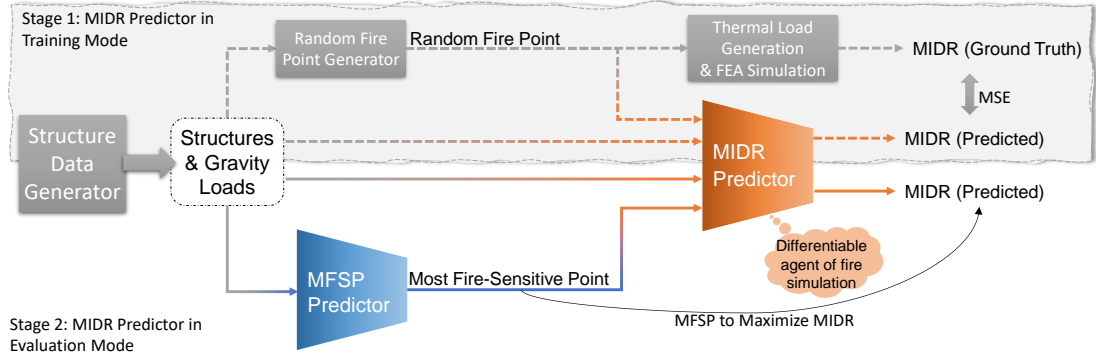 Stage 1: MIDR Predictor in
Training Mode
Random Fire
Point Generator
Random Fire Point
Thermal Load
Generation
& FEA Simulation
MIDR (Ground Truth)
MSE
Structure
Data
Generator
Structures
& Gravity
Loads
MIDR
Predictor
MIDR (Predicted)
MIDR (Predicted)
Differentiable
agent of fire
simulation
MFSP
Predictor
Most Fire-Sensitive Point
MFSP to Maximize MIDR
Stage 2: MIDR Predictor in
Evaluation Mode